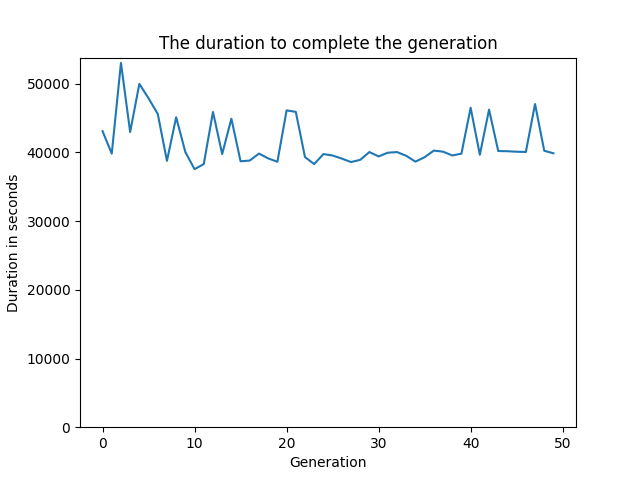 The duration to complete the generation
50000
40000
30000
20000
10000
0
Duration in seconds
0 10 20 30 40 50
Generation